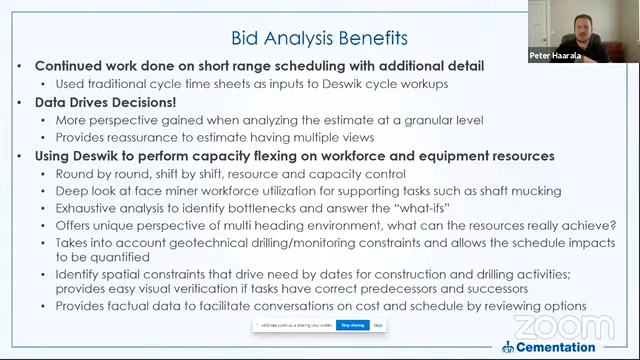 Bid Analysis Benefits
Peter Haarala
• Continued work done on short range scheduling with additional detail
• Used traditional cycle time sheets as inputs to Deswik cycle workups
• Data Drives Decisions!
• More perspective gained when analyzing the estimate at a granular level
• Provides reassurance to estimate having multiple views
• Using Deswik to perform capacity flexing on workforce and equipment resources
• Round by round, shift by shift, resource and capacity control
• Deep look at face miner workforce utilization for supporting tasks such as shaft mucking
• Exhaustive analysis to identify bottlenecks and answer the "what-ifs"
• Offers unique perspective of multi heading environment, what can the resources really achieve?
• Takes into account geotechnical drilling/monitoring constraints and allows the schedule impacts
to be quantified
• Identify spatial constraints that drive need by dates for construction and drilling activities;
provides easy visual verification if tasks have correct predecessors and successors
• Provides factual data to facilitate conversations on cost and schedule by reviewing options
is sharing your screen.
Stop sharing
Hide
zoom
Cementation